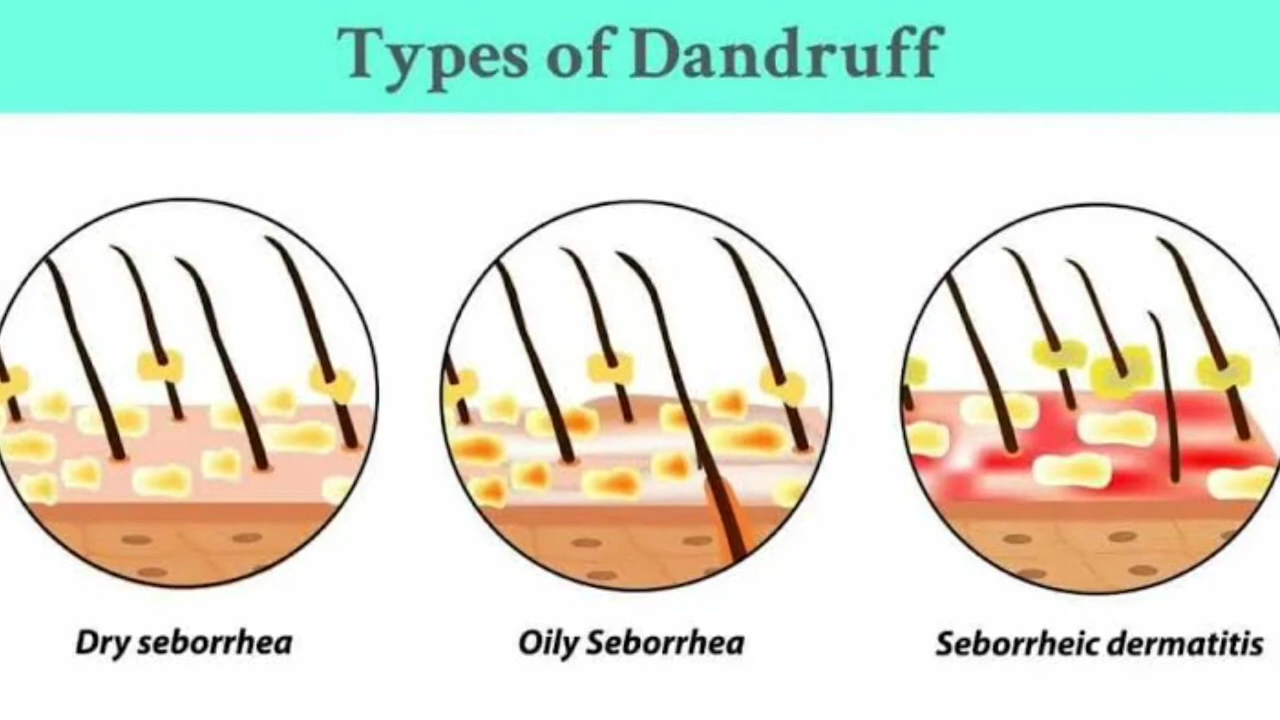 Types of Dandruff
Dry seborrhea
Oily Seborrhea
Seborrheic dermatitis